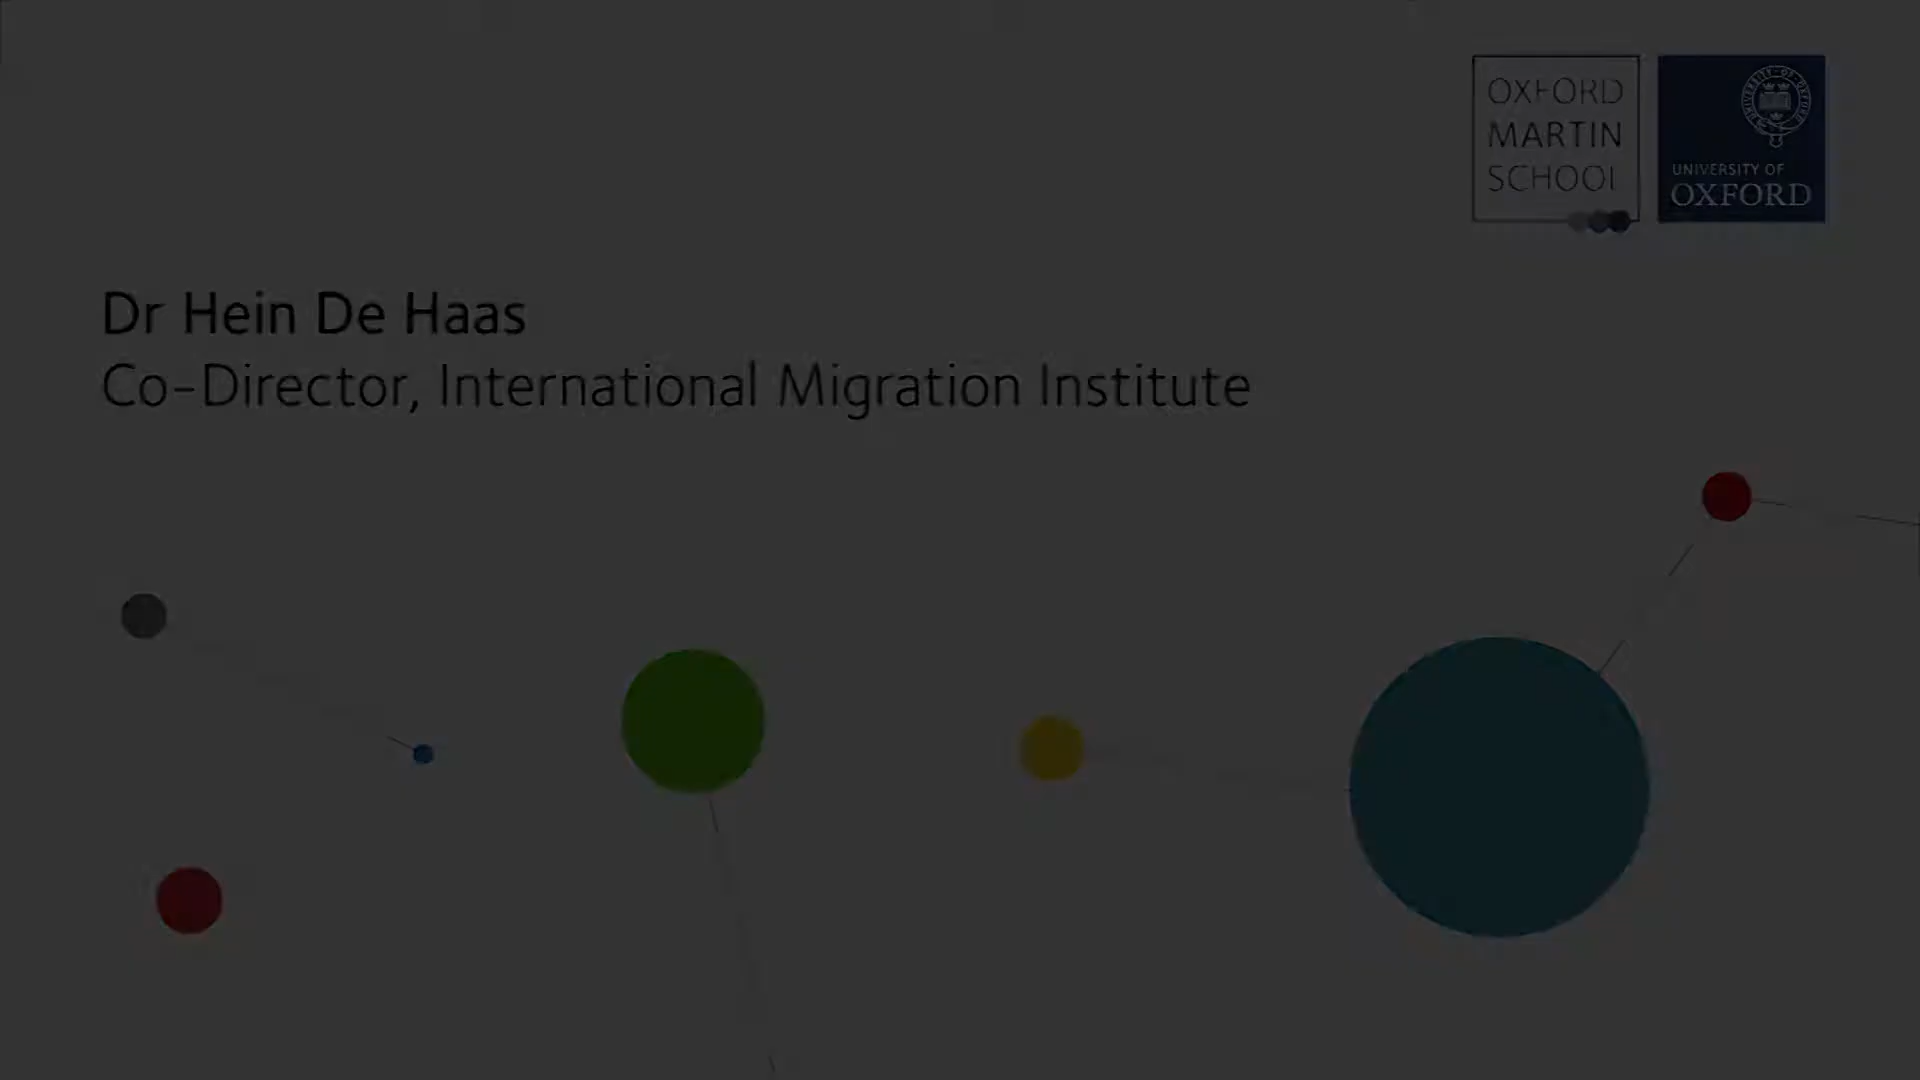 OXFORD
MARTIN
SCHOOL
UNIVERSITY OF
OXFORD
Dr Hein De Haas
Co-Director, International Migration Institute